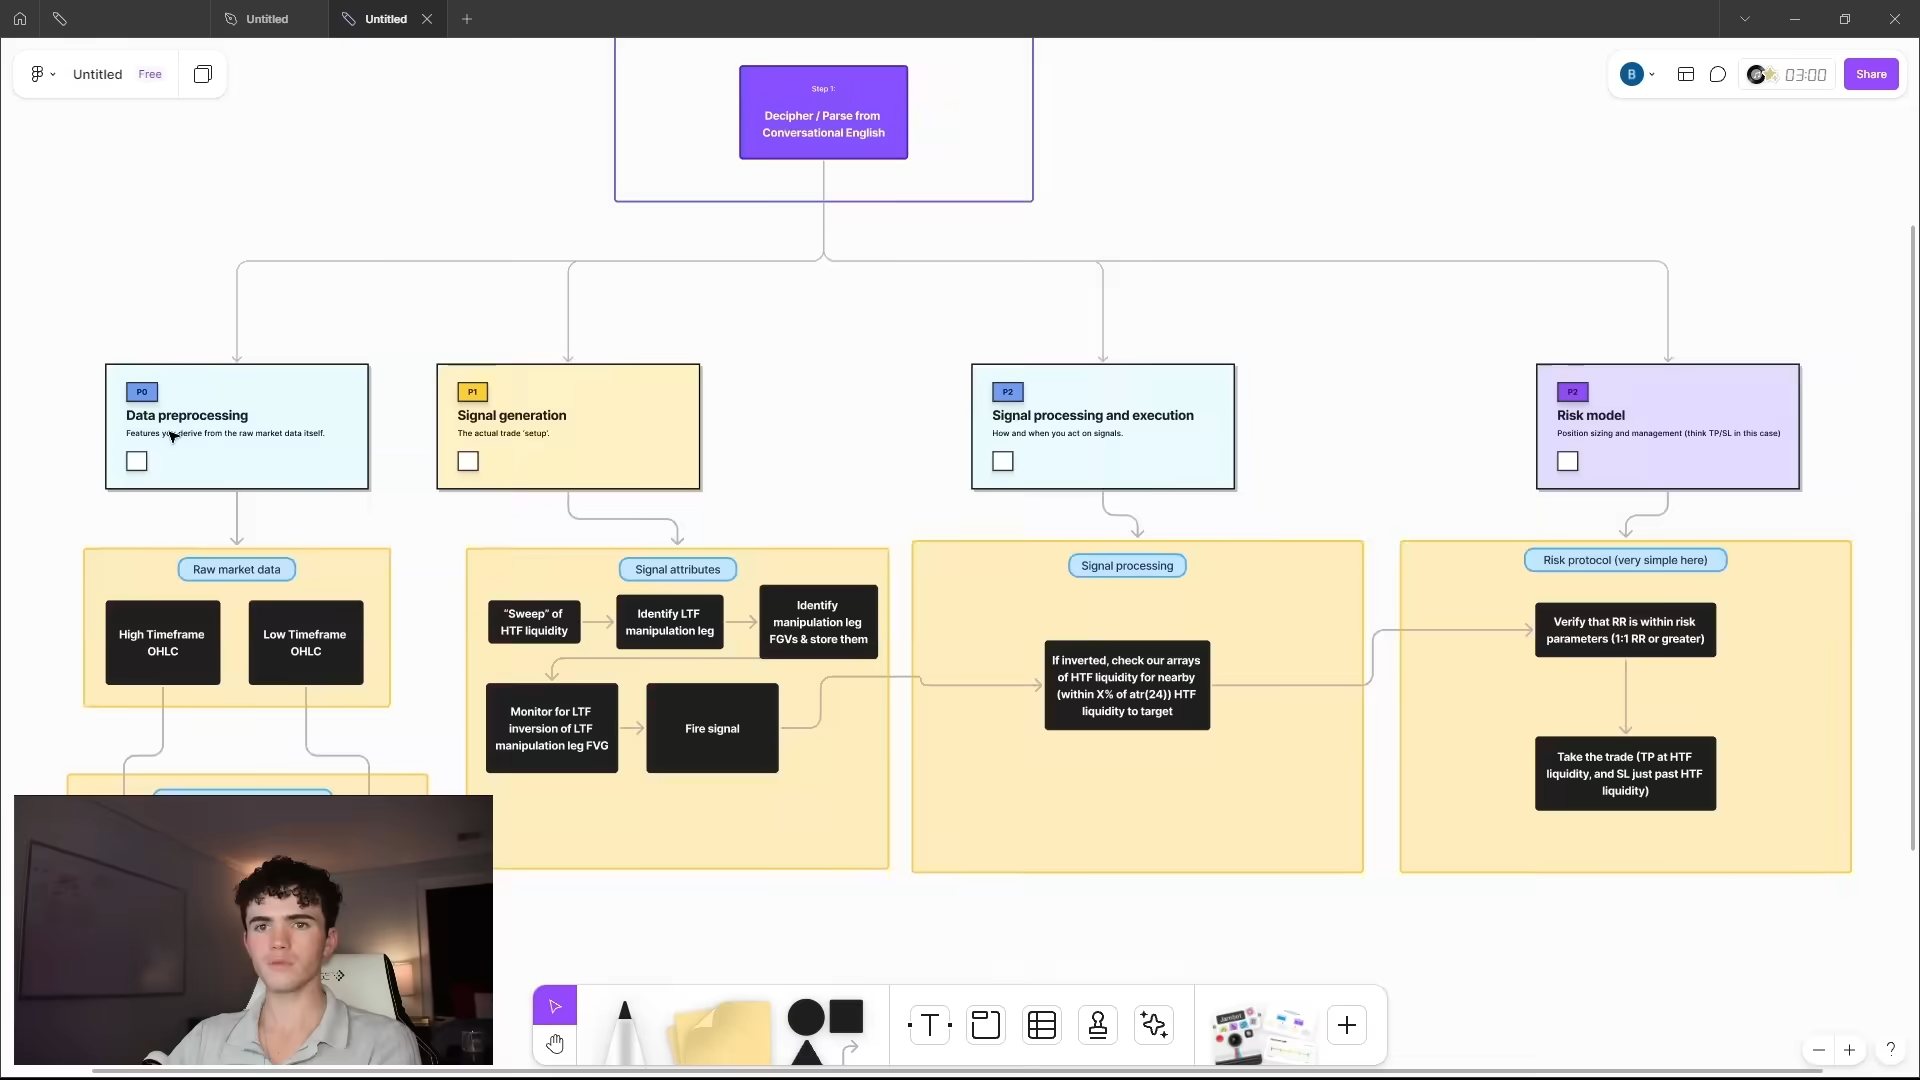 Untitled
Untitled
Untitled
Free
B
03:00
Share
Step 1:
Decipher / Parse from
Conversational English
P0
Data preprocessing
Features you derive from the raw market data itself.
P1
Signal generation
The actual trade 'setup'.
P2
Signal processing and execution
How and when you act on signals.
P2
Risk model
Position sizing and management (think TP/SL in this case)
Raw market data
High Timeframe
OHLC
Low Timeframe
OHLC
Signal attributes
"Sweep" of
HTF liquidity
Identify LTF
manipulation leg
Identify
manipulation leg
FGVs & store them
Monitor for LTF
inversion of LTF
manipulation leg FVG
Fire signal
Signal processing
If inverted, check our arrays
of HTF liquidity for nearby
(within X% of atr(24)) HTF
liquidity to target
Risk protocol (very simple here)
Verify that RR is within risk
parameters (1:1 RR or greater)
Take the trade (TP at HTF
liquidity, and SL just past HTF
liquidity)
T
Jambot
?